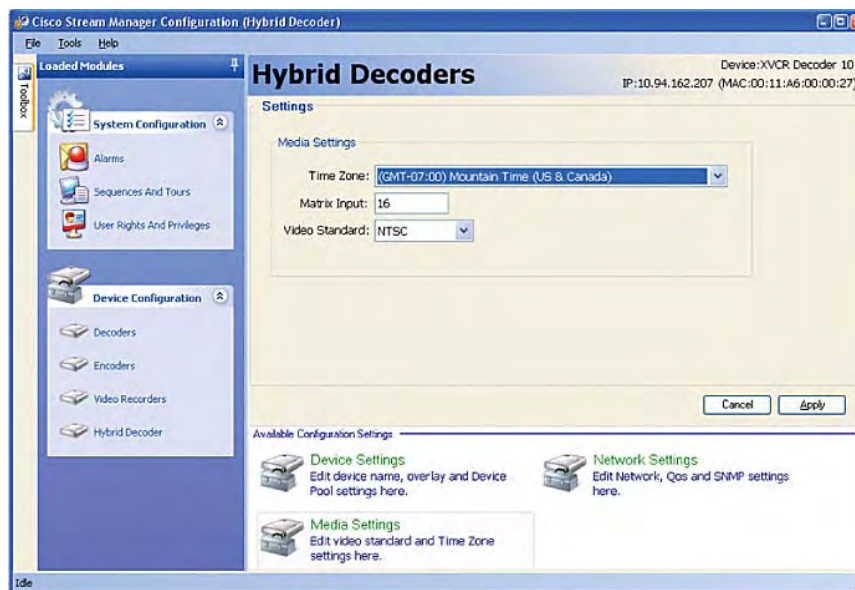 Cisco Stream Manager Configuration (Hybrid Decoder)
File Tools Help
Toolbox
Loaded Modules
System Configuration
Alarms
Sequences And Tours
User Rights And Privileges
Device Configuration
Decoders
Encoders
Video Recorders
Hybrid Decoder
Hybrid Decoders
Device:XVCR Decoder 10
IP:10.94.162.207 (MAC:00:11:A6:00:00:27)
Settings
Media Settings
Time Zone: (GMT-07:00) Mountain Time (US & Canada)
Matrix Input: 16
Video Standard: NTSC
Cancel Apply
Available Configuration Settings
Device Settings
Edit device name, overlay and Device
Pool settings here.
Network Settings
Edit Network, Qos and SNMP settings
here.
Media Settings
Edit video standard and Time Zone
settings here.
Idle